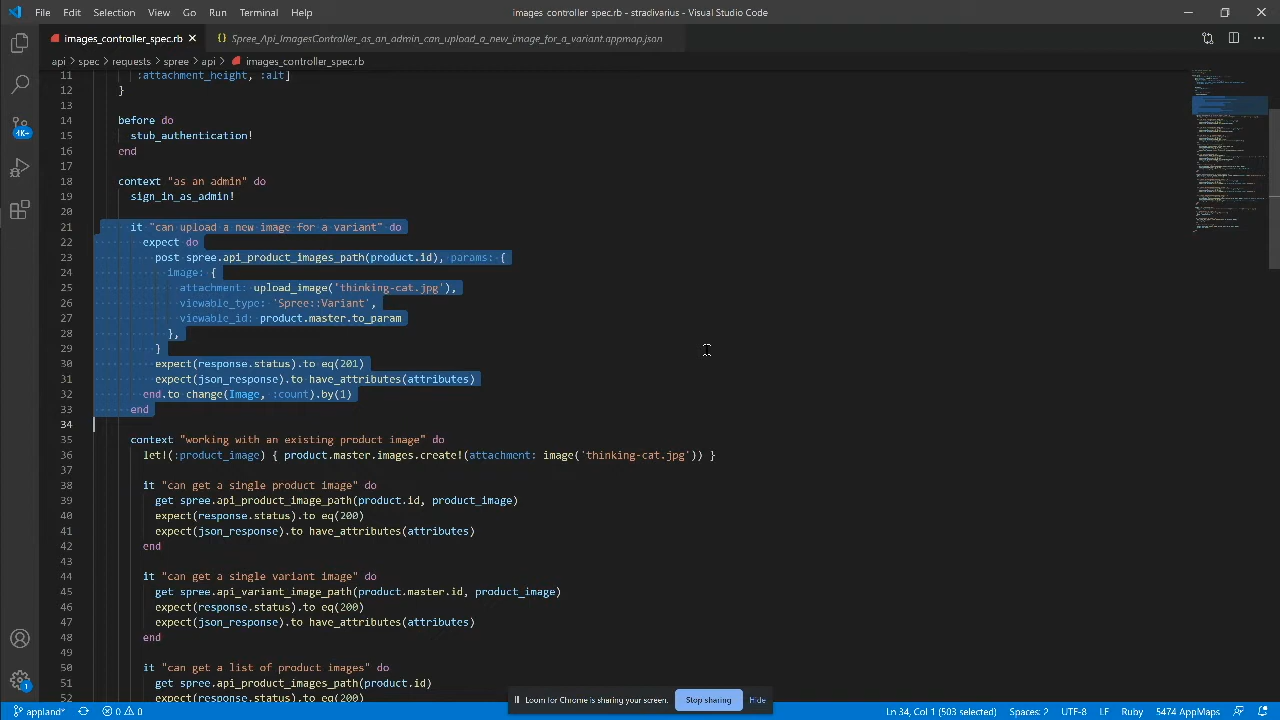 File Edit Selection View Go Run Terminal Help
images_controller_spec.rb - stradivarius - Visual Studio Code
images_controller_spec.rb
{} Spree_Api_ImagesController_as_an_admin_can_upload_a_new_image_for_a_variant.appmap.json
api > spec > requests > spree > api > images_controller_spec.rb
11 :attachment_height, :alt]
12 }
13
14 before do
15 stub_authentication!
16 end
17
18 context "as an admin" do
19 sign_in_as_admin!
20
21 it "can upload a new image for a variant" do
22 expect do
23 post spree.api_product_images_path(product.id), params: {
24 image: {
25 attachment: upload_image('thinking-cat.jpg'),
26 viewable_type: 'Spree::Variant',
27 viewable_id: product.master.to_param
28 },
29 }
30 expect(response.status).to eq(201)
31 expect(json_response).to have_attributes(attributes)
32 end.to change(Image, :count).by(1)
33 end
34
35 context "working with an existing product image" do
36 let!(:product_image) { product.master.images.create!(attachment: image('thinking-cat.jpg')) }
37
38 it "can get a single product image" do
39 get spree.api_product_image_path(product.id, product_image)
40 expect(response.status).to eq(200)
41 expect(json_response).to have_attributes(attributes)
42 end
43
44 it "can get a single variant image" do
45 get spree.api_variant_image_path(product.master.id, product_image)
46 expect(response.status).to eq(200)
47 expect(json_response).to have_attributes(attributes)
48 end
49
50 it "can get a list of product images" do
51 get spree.api_product_images_path(product.id)
52 expect(response.status).to eq(200)
4K+
1
Loom for Chrome is sharing your screen. Stop sharing Hide
appland* 0 0 Ln 34, Col 1 (503 selected) Spaces: 2 UTF-8 LF Ruby 5474 AppMaps